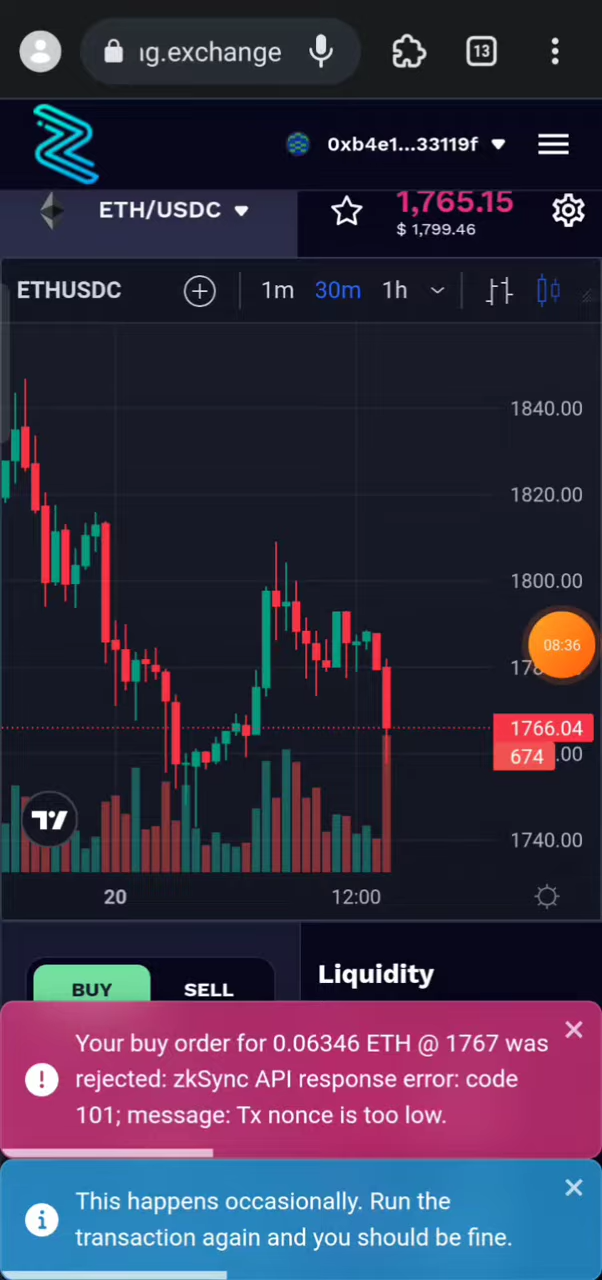 ıg.exchange
13
0xb4e1...33119f
ETH/USDC
1,765.15
$ 1,799.46
ETHUSDC
1m 30m 1h
1840.00
1820.00
1800.00
08:36
1766.04
674
.00
1740.00
20 12:00
BUY SELL
Liquidity
Your buy order for 0.06346 ETH @ 1767 was
rejected: zkSync API response error: code
101; message: Tx nonce is too low.
This happens occasionally. Run the
transaction again and you should be fine.